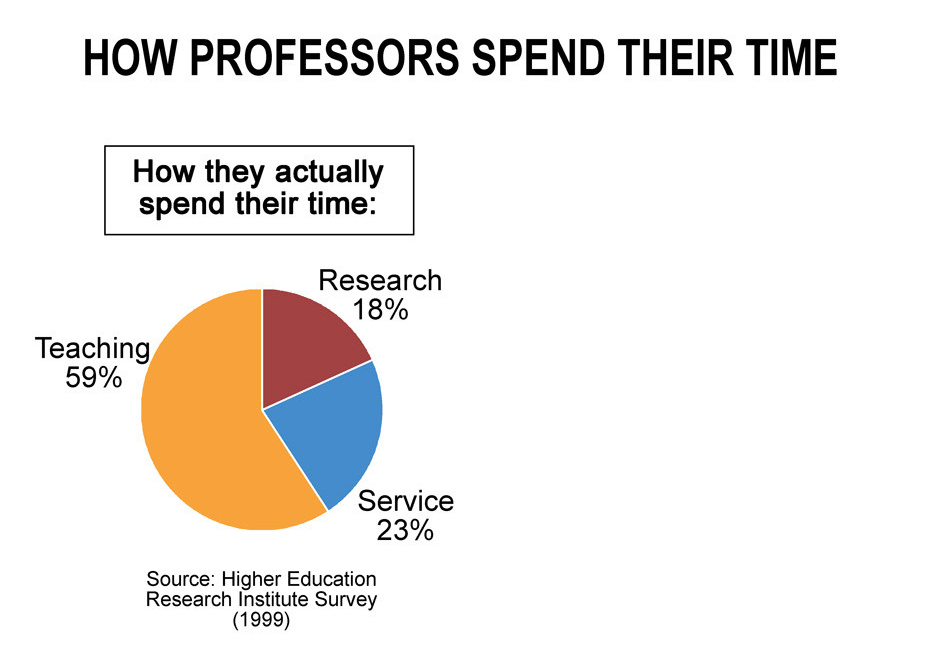 HOW PROFESSORS SPEND THEIR TIME
How they actually
spend their time:
Research
18%
Teaching
59%
Service
23%
Source: Higher Education
Research Institute Survey
(1999)